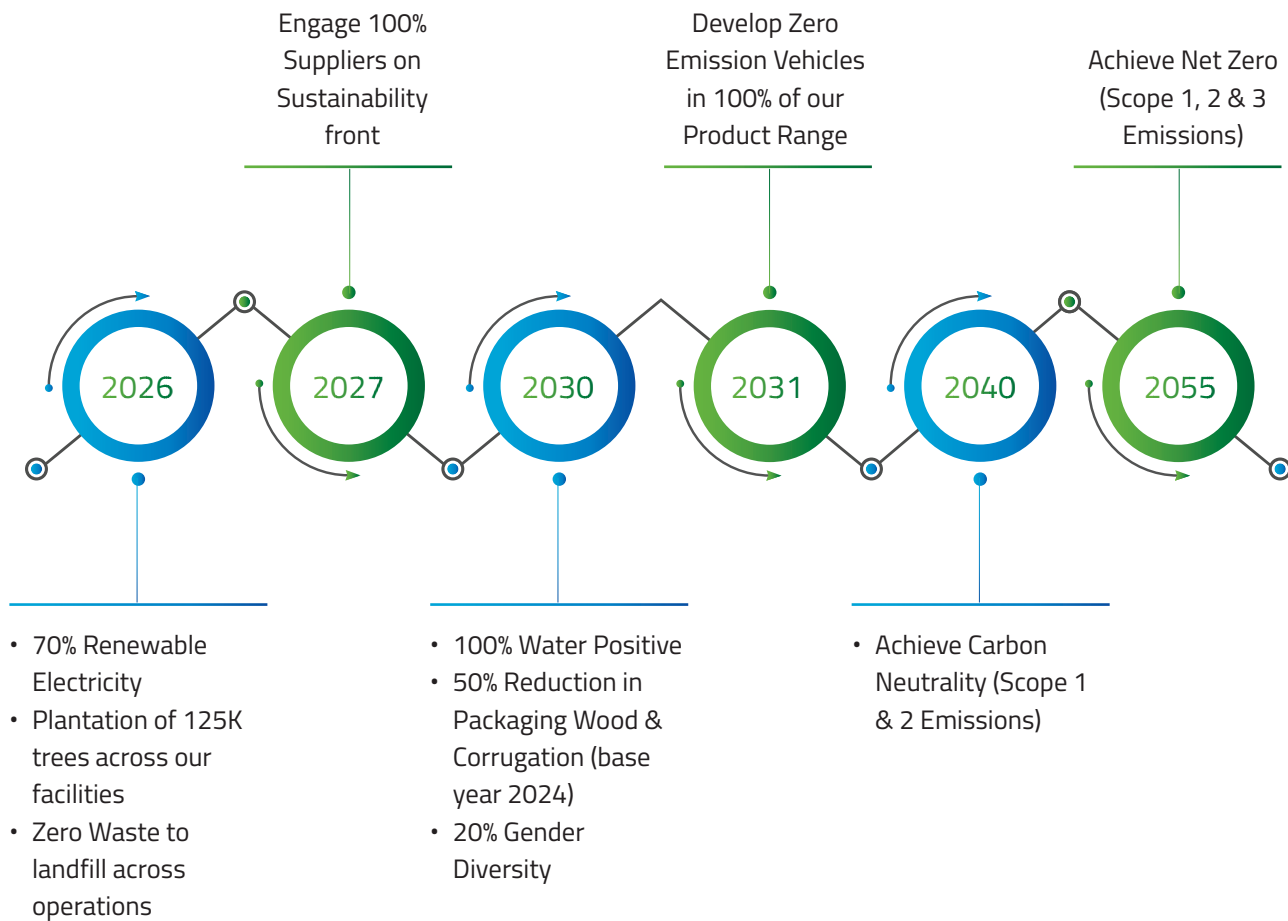 Engage 100%
Suppliers on
Sustainability
front
Develop Zero
Emission Vehicles
in 100% of our
Product Range
Achieve Net Zero
(Scope 1, 2 & 3
Emissions)
2026
2027
2030
2031
2040
2055
• 70% Renewable
Electricity
• Plantation of 125K
trees across our
facilities
• Zero Waste to
landfill across
operations
• 100% Water Positive
• 50% Reduction in
Packaging Wood &
Corrugation (base
year 2024)
• 20% Gender
Diversity
• Achieve Carbon
Neutrality (Scope 1
& 2 Emissions)